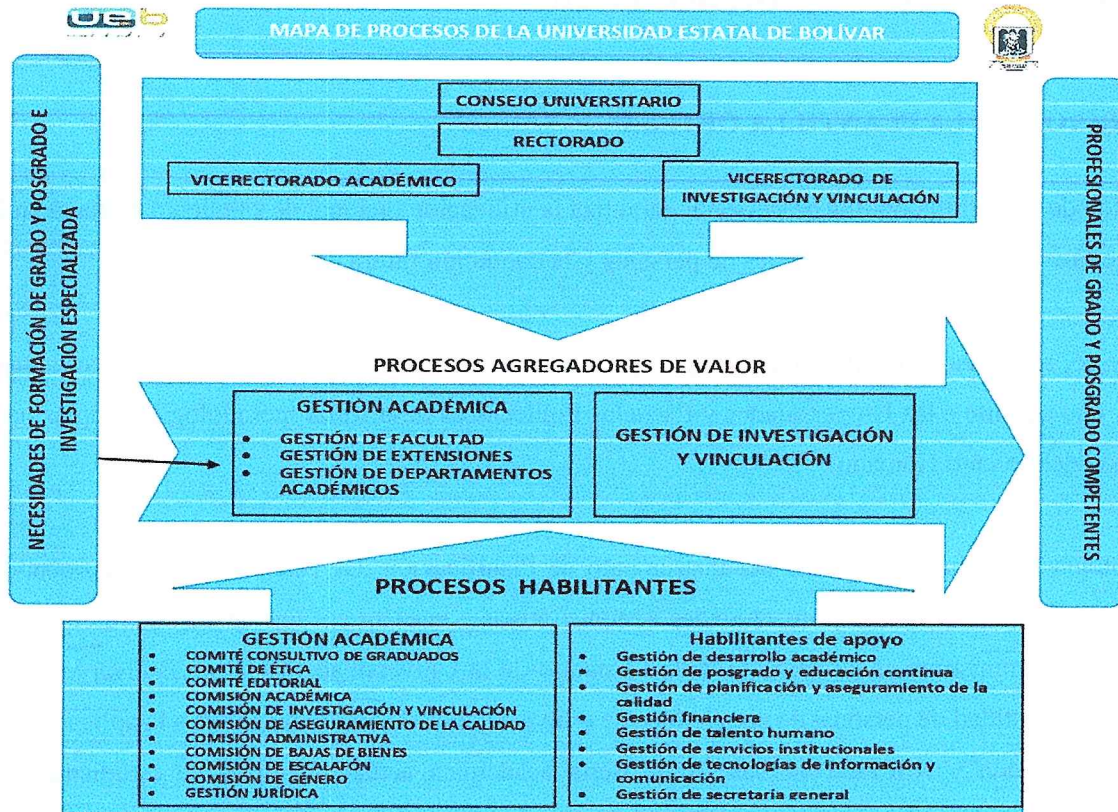 ueb
MAPA DE PROCESOS DE LA UNIVERSIDAD ESTATAL DE BOLÍVAR
NECESIDADES DE FORMACIÓN DE GRADO Y POSGRADO E
INVESTIGACIÓN ESPECIALIZADA
CONSEJO UNIVERSITARIO
RECTORADO
VICERECTORADO ACADÉMICO
VICERECTORADO DE
INVESTIGACIÓN Y VINCULACIÓN
PROCESOS AGREGADORES DE VALOR
GESTIÓN ACADÉMICA
• GESTIÓN DE FACULTAD
• GESTIÓN DE EXTENSIONES
• GESTIÓN DE DEPARTAMENTOS
ACADÉMICOS
GESTIÓN DE INVESTIGACIÓN
Y VINCULACIÓN
PROCESOS HABILITANTES
GESTIÓN ACADÉMICA
• COMITÉ CONSULTIVO DE GRADUADOS
• COMITÉ DE ÉTICA
• COMITÉ EDITORIAL
• COMISIÓN ACADÉMICA
• COMISIÓN DE INVESTIGACIÓN Y VINCULACIÓN
• COMISIÓN DE ASEGURAMIENTO DE LA CALIDAD
• COMISIÓN ADMINISTRATIVA
• COMISIÓN DE BAJAS DE BIENES
• COMISIÓN DE ESCALAFÓN
• COMISIÓN DE GÉNERO
• GESTIÓN JURÍDICA
Habilitantes de apoyo
• Gestión de desarrollo académico
• Gestión de posgrado y educación continua
• Gestión de planificación y aseguramiento de la
calidad
• Gestión financiera
• Gestión de talento humano
• Gestión de servicios institucionales
• Gestión de tecnologías de información y
comunicación
• Gestión de secretaria general
PROFESIONALES DE GRADO Y POSGRADO COMPETENTES